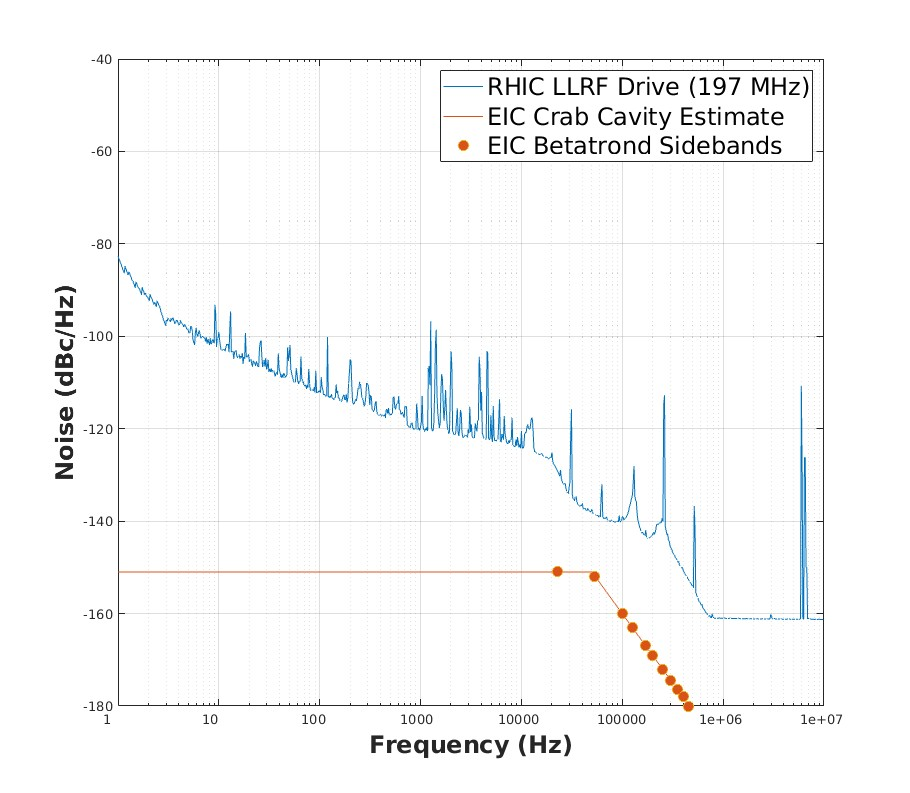 -40
-60
-80
-100
-120
-140
-160
-180
Noise (dBc/Hz)
RHIC LLRF Drive (197 MHz)
EIC Crab Cavity Estimate
EIC Betatrond Sidebands
1 10 100 1000 10000 100000 1e+06 1e+07
Frequency (Hz)